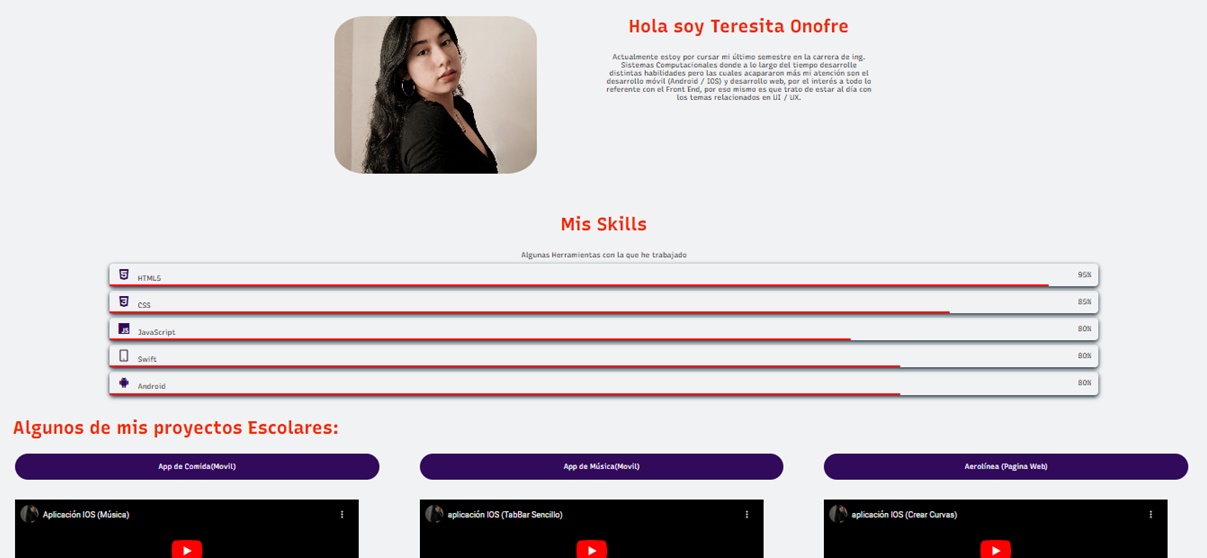 Hola soy Teresita Onofre
Actualmente estoy por cursar mi último semestre en la carrera de ing.
Sistemas Computacionales donde a lo largo del tiempo desarrolle
distintas habilidades pero las cuales acapararon más mi atención son el
desarrollo móvil (Android / IOS) y desarrollo web, por el interés a todo lo
referente con el Front End, por eso mismo es que trato de estar al día con
los temas relacionados en UI / UX.
Mis Skills
Algunas Herramientas con la que he trabajado
HTML5 95%
CSS 85%
JS JavaScript 80%
Swift 80%
Android 80%
Algunos de mis proyectos Escolares:
App de Comida(Movil)
App de Música(Movil)
Aerolínea (Pagina Web)
Aplicación IOS (Música)
aplicación IOS (TabBar Sencillo)
aplicación IOS (Crear Curvas)